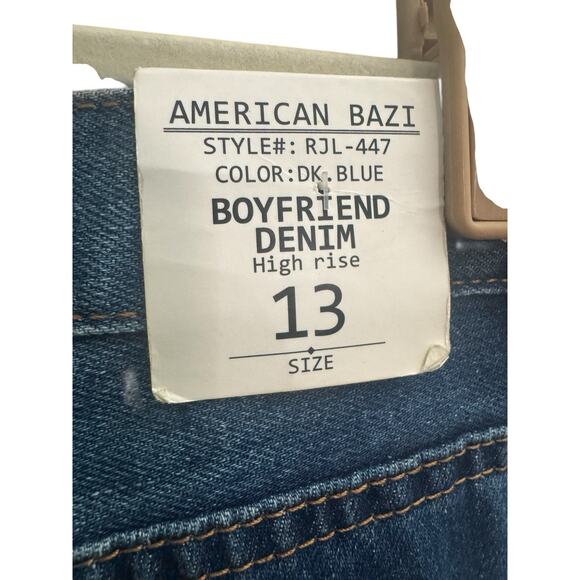 AMERICAN BAZI
STYLE#: RJL-447
COLOR:DK.BLUE
BOYFRIEND
DENIM
High rise
13
SIZE